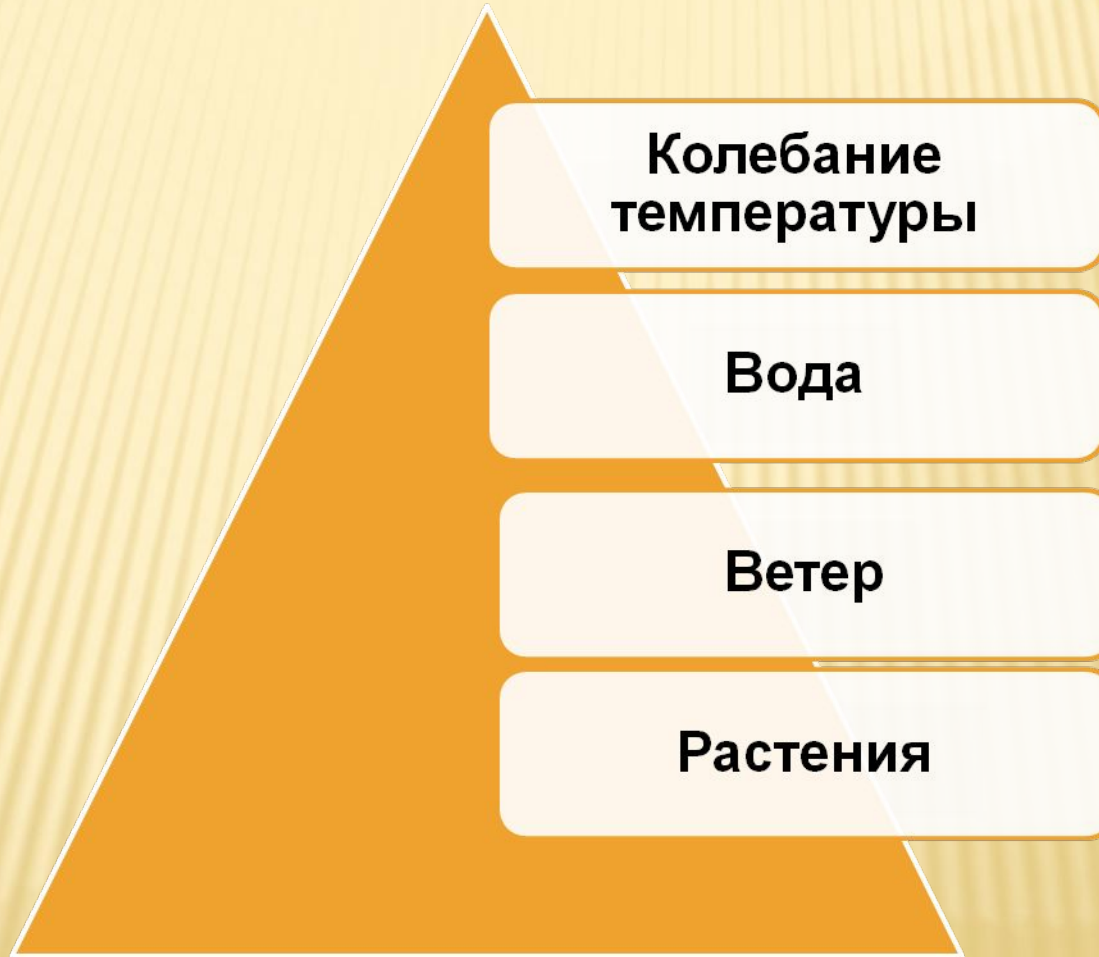 Колебание
температуры
Вода
Ветер
Растения